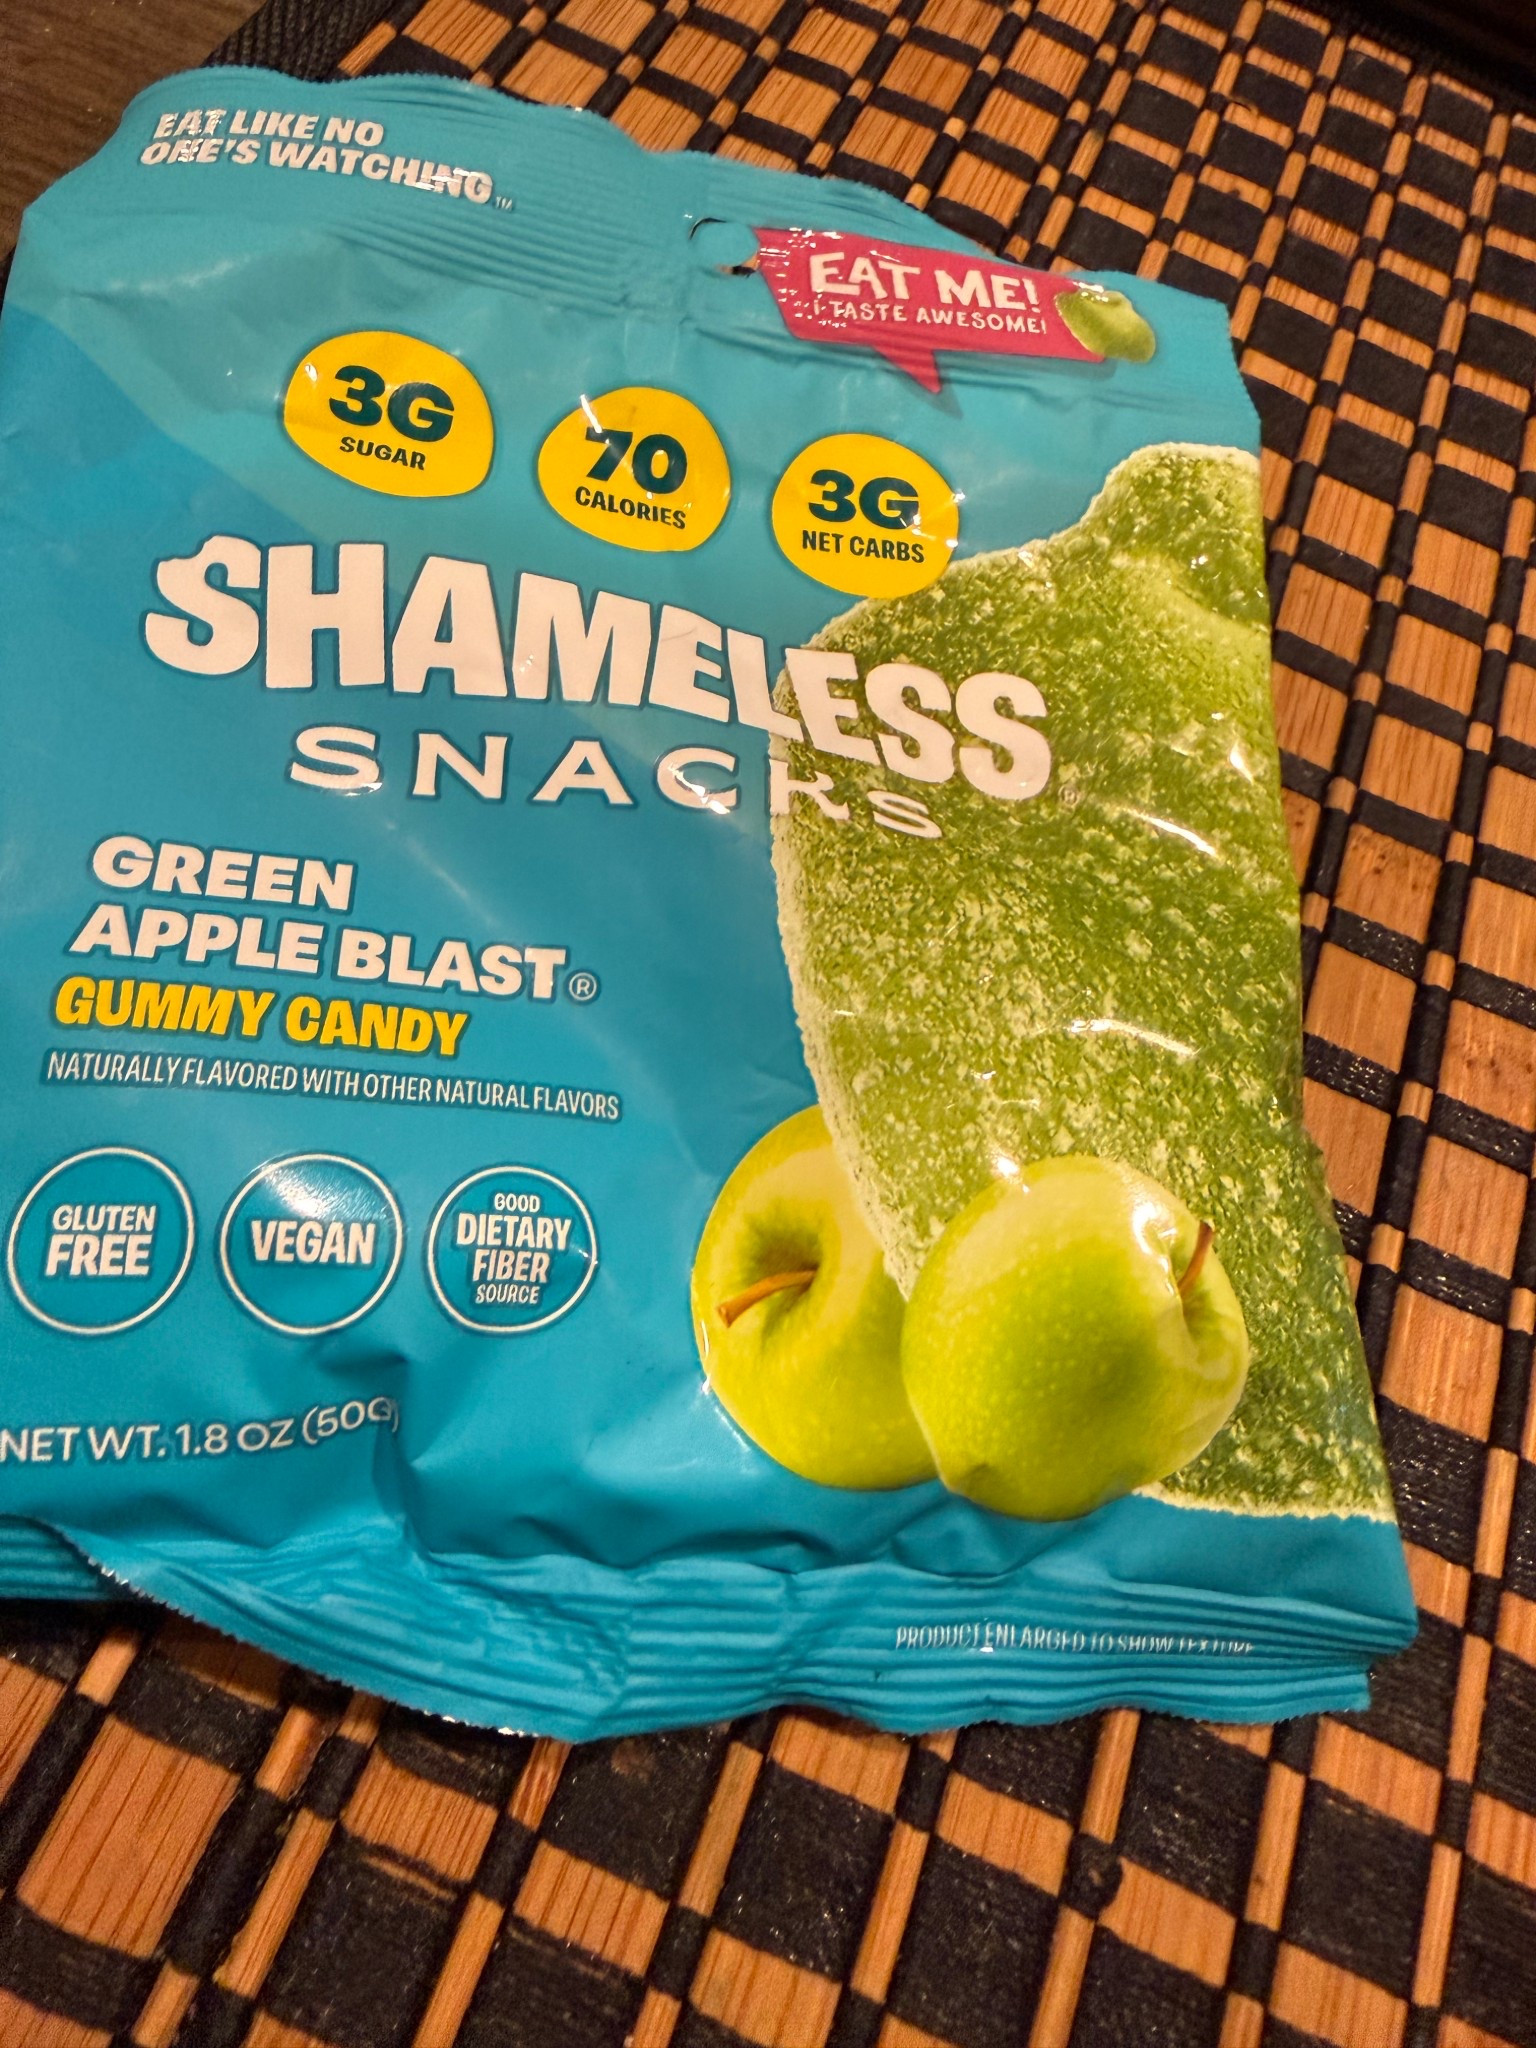 EAT LIKE NO
ONE'S WATCHING™
EAT ME!
I TASTE AWESOME!
3G
SUGAR
70
CALORIES
3G
NET CARBS
SHAMELESS
SNACKS®
GREEN
APPLE BLAST®
GUMMY CANDY
NATURALLY FLAVORED WITH OTHER NATURAL FLAVORS
GLUTEN
FREE
VEGAN
GOOD
DIETARY
FIBER
SOURCE
NET WT. 1.8 OZ (50G)
PRODUCT ENLARGED TO SHOW TEXTURE